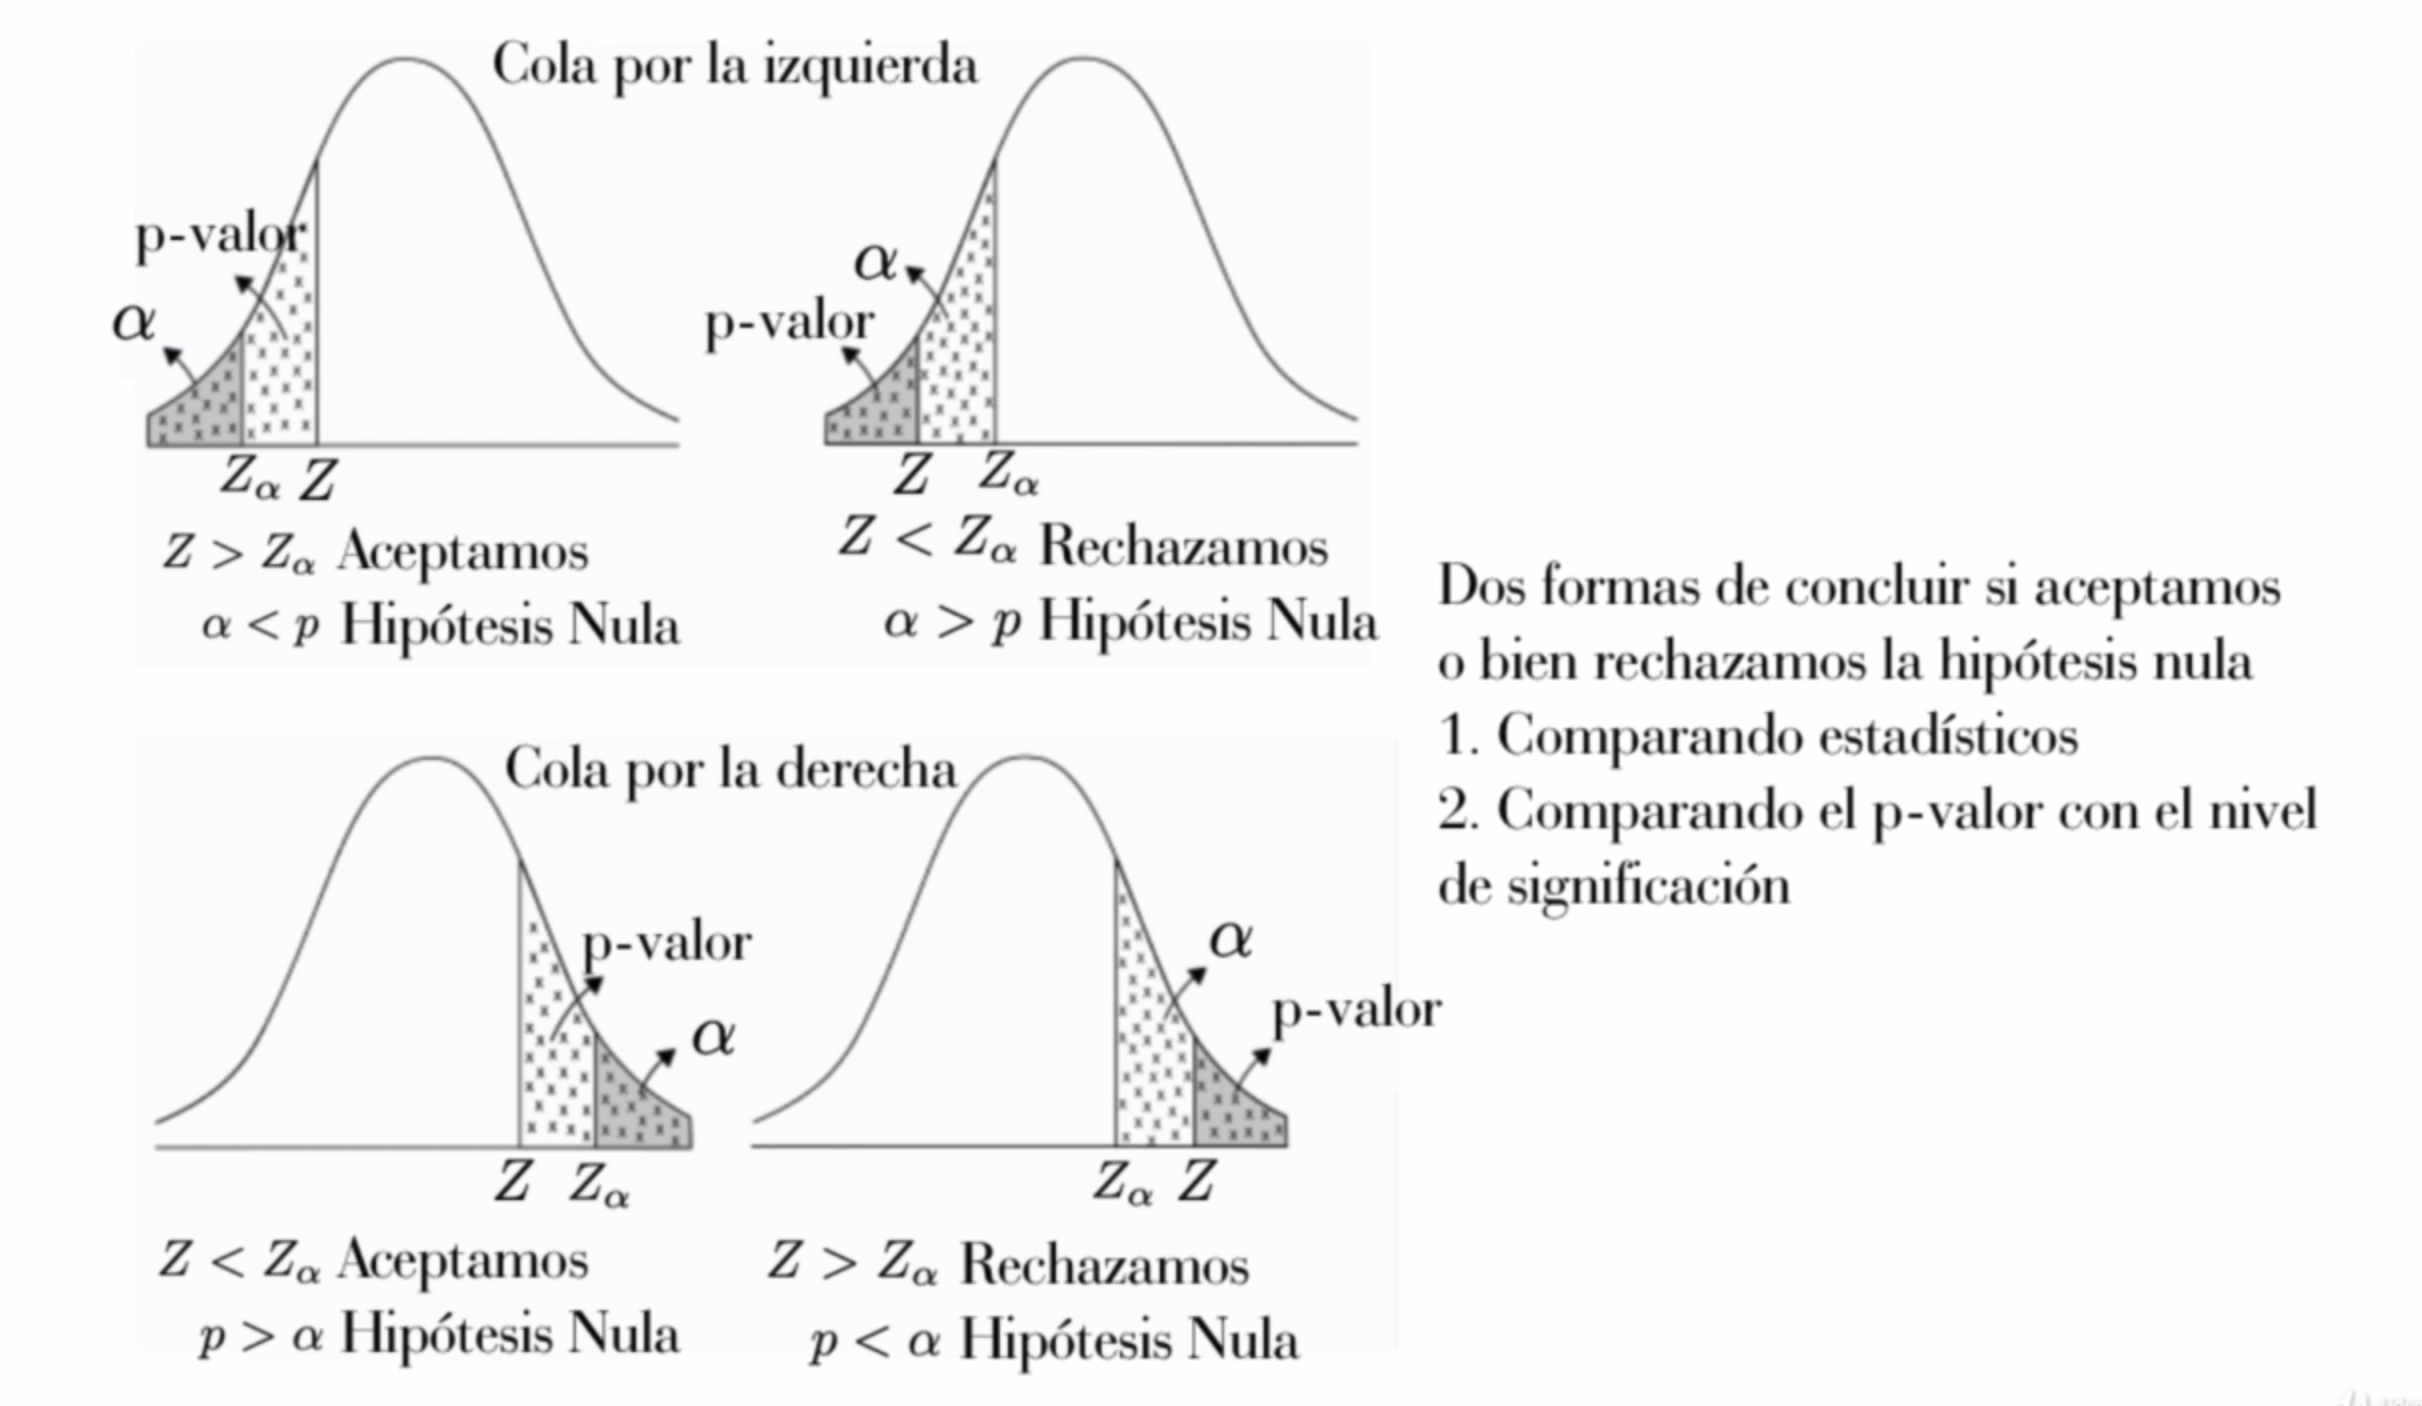 Cola por la izquierda
p-valor
α
Zα Z
Z > Zα Aceptamos
α < p Hipótesis Nula
α
p-valor
Z Zα
Z < Zα Rechazamos
α > p Hipótesis Nula
Dos formas de concluir si aceptamos
o bien rechazamos la hipótesis nula
1. Comparando estadísticos
2. Comparando el p-valor con el nivel
de significación
Cola por la derecha
p-valor
α
Z Zα
Z < Zα Aceptamos
p > α Hipótesis Nula
α
p-valor
Zα Z
Z > Zα Rechazamos
p < α Hipótesis Nula